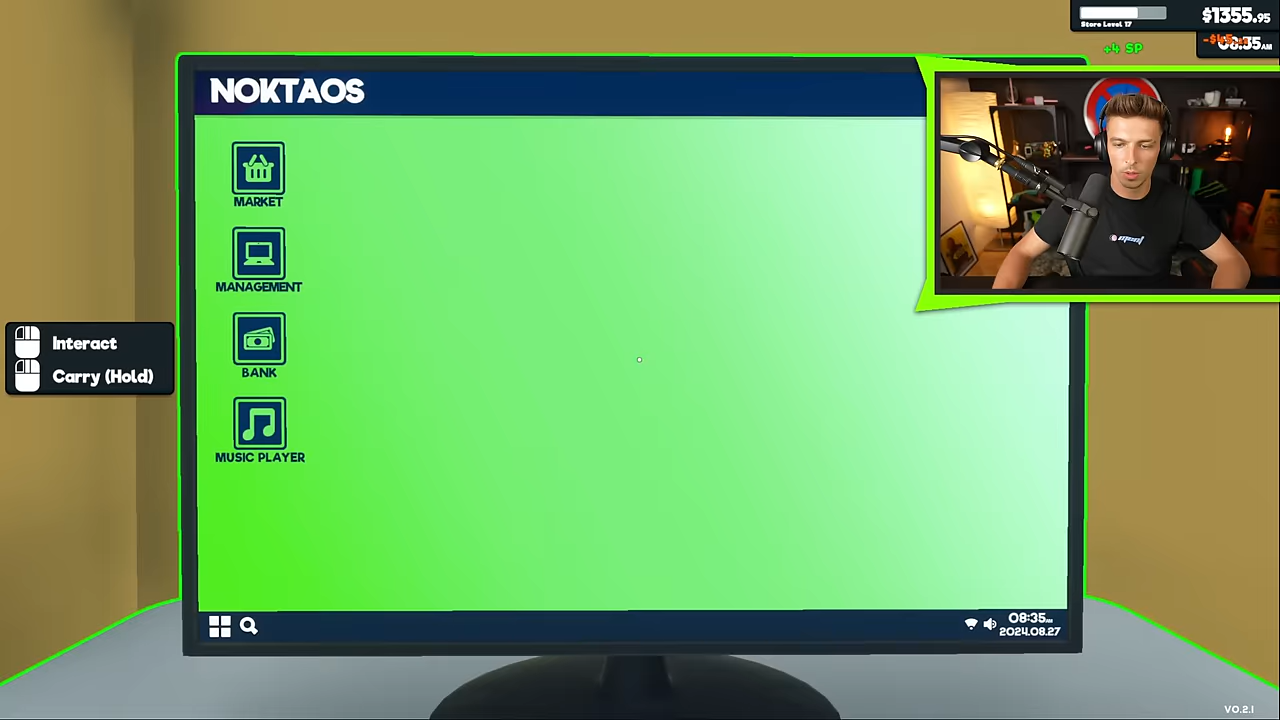 $1355.95
Store Level 17
+4 SP
08:35AM
NOKTAOS
MARKET
MANAGEMENT
BANK
MUSIC PLAYER
Interact
Carry (Hold)
08:35AM
2024.08.27
V0.2.1